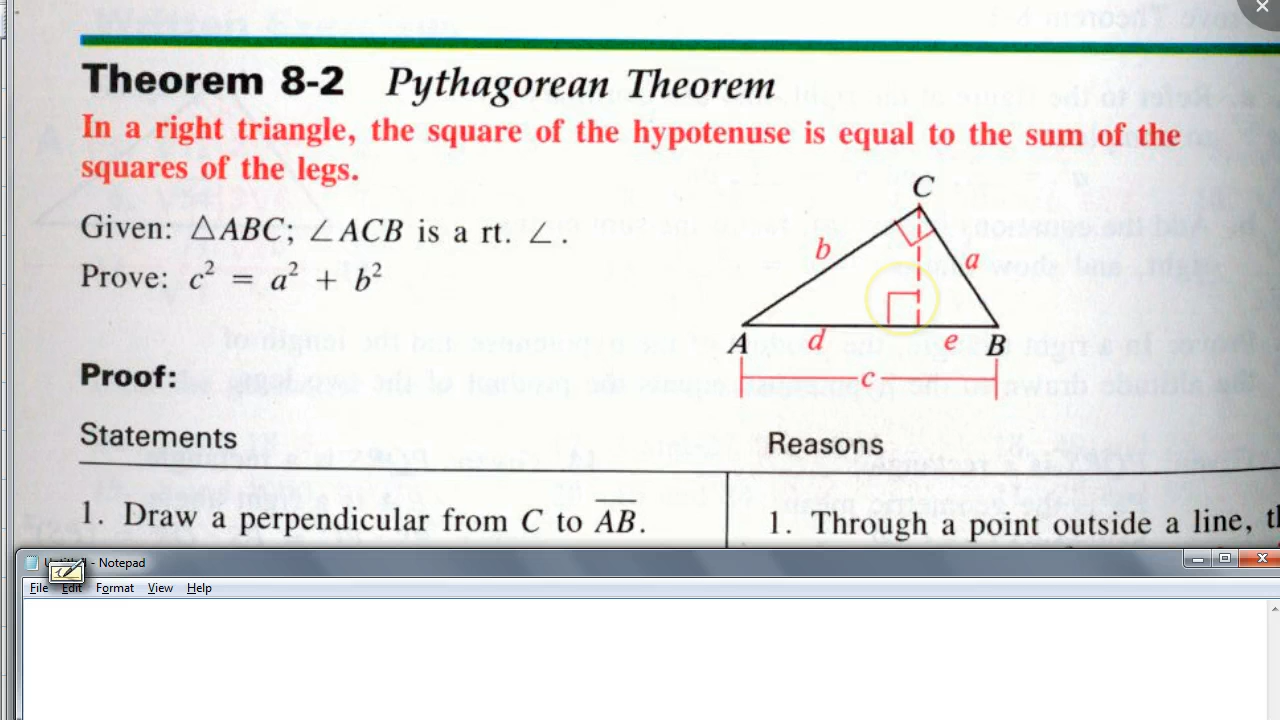 Theorem 8-2 Pythagorean Theorem
In a right triangle, the square of the hypotenuse is equal to the sum of the
squares of the legs.
Given: △ABC; ∠ACB is a rt. ∠.
Prove: c² = a² + b²
C
b
a
A
d
e
B
c
Proof:
Statements
Reasons
1. Draw a perpendicular from C to A̅B̅.
1. Through a point outside a line,
- Notepad
File Edit Format View Help